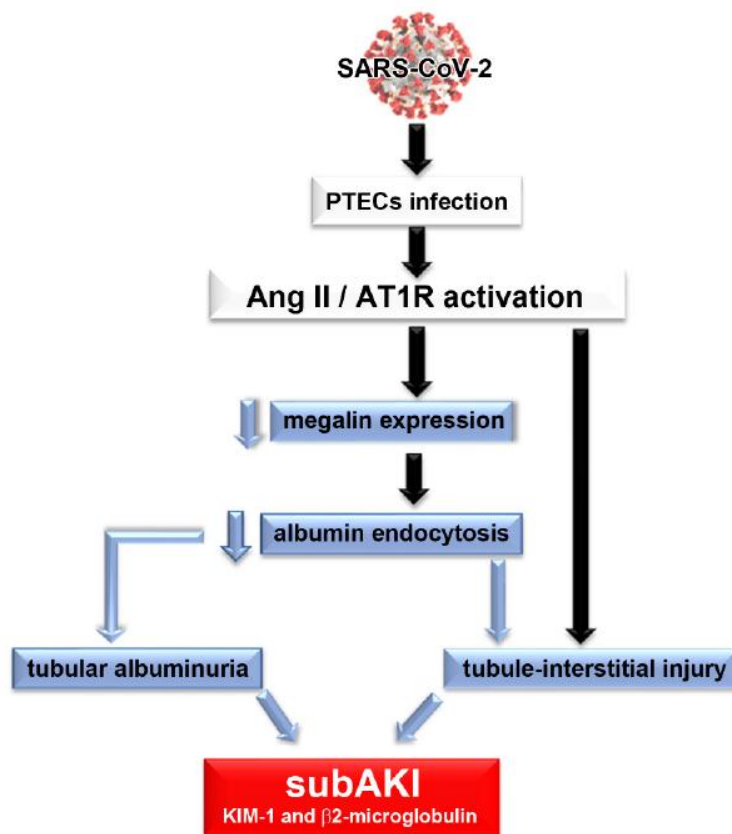 SARS-CoV-2
PTECs infection
Ang II / AT1R activation
megalin expression
albumin endocytosis
tubular albuminuria
tubule-interstitial injury
subAKI
KIM-1 and β2-microglobulin